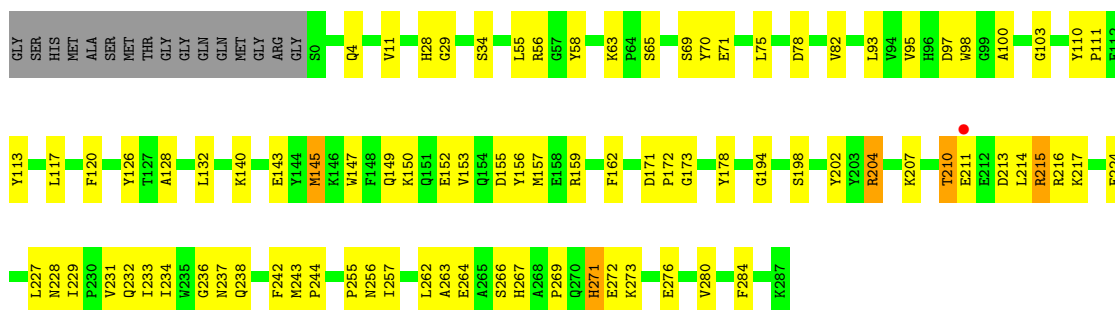 GLY SER HIS MET ALA SER MET THR GLY GLY GLN GLN MET GLY ARG GLY S0 Q4 V11 H28 G29 S34 L55 R56 G57 Y58 K63 P64 S65 S69 Y70 E71 L75 D78 V82 L93 V94 V95 H96 D97 W98 G99 A100 G103 Y110 P111 E112
Y113 L117 F120 Y126 T127 A128 L132 K140 E143 Y144 M145 K146 W147 F148 Q149 K150 Q151 E152 V153 Q154 D155 Y156 M157 E158 R159 F162 D171 P172 G173 Y178 G194 S198 Y202 Y203 R204 K207 T210 E211 E212 D213 L214 R215 R216 K217
L227 N228 I229 P230 V231 Q232 I233 I234 W235 G236 N237 Q238 F242 M243 P244 P255 N256 I257 L262 A263 E264 A265 S266 H267 A268 P269 Q270 H271 E272 K273 E276 V280 F284 K287